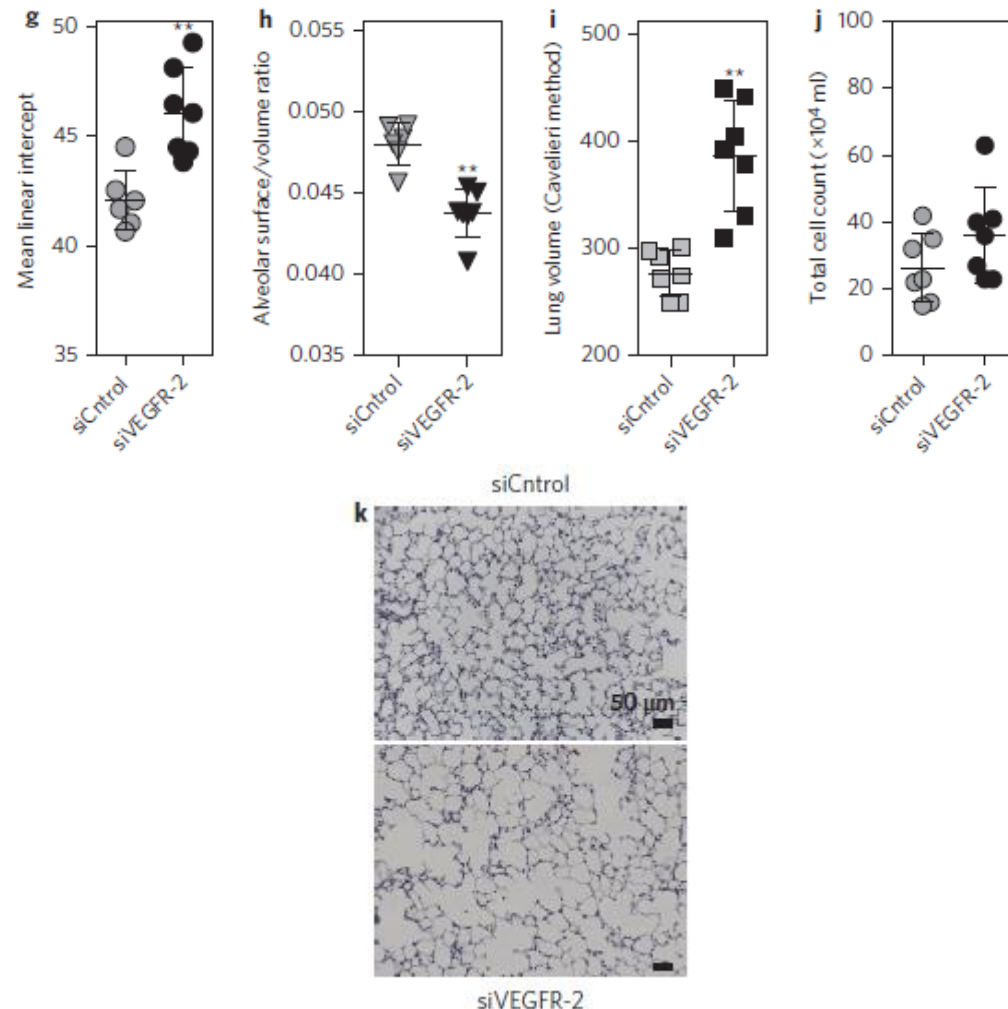 g
**
50
45
40
35
Mean linear intercept
siCntrol
siVEGFR-2
h
**
0.055
0.050
0.045
0.040
0.035
Alveolar surface/volume ratio
siCntrol
siVEGFR-2
i
**
500
400
300
200
Lung volume (Cavelieri method)
siCntrol
siVEGFR-2
j
100
80
60
40
20
0
Total cell count (×10⁴ ml)
siCntrol
siVEGFR-2
siCntrol
k
50 µm
siVEGFR-2